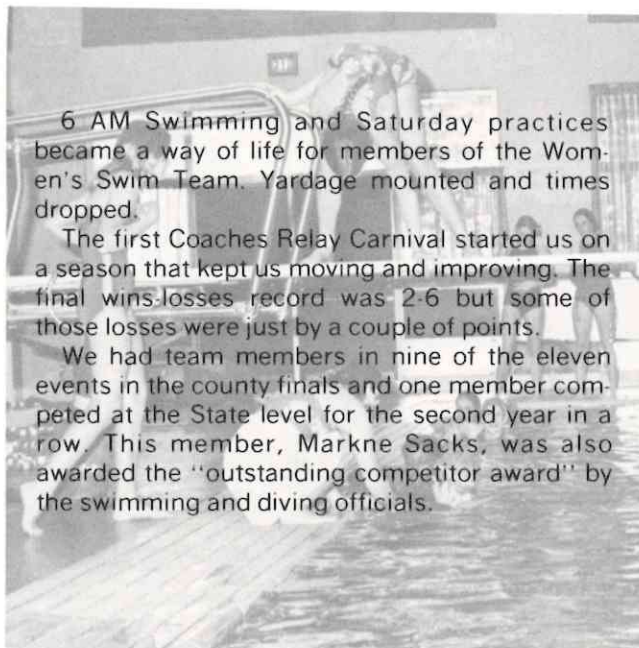 6 AM Swimming and Saturday practices
became a way of life for members of the Wom-
en's Swim Team. Yardage mounted and times
dropped.
The first Coaches Relay Carnival started us on
a season that kept us moving and improving. The
final wins-losses record was 2-6 but some of
those losses were just by a couple of points.
We had team members in nine of the eleven
events in the county finals and one member com-
peted at the State level for the second year in a
row. This member, Markne Sacks, was also
awarded the "outstanding competitor award" by
the swimming and diving officials.